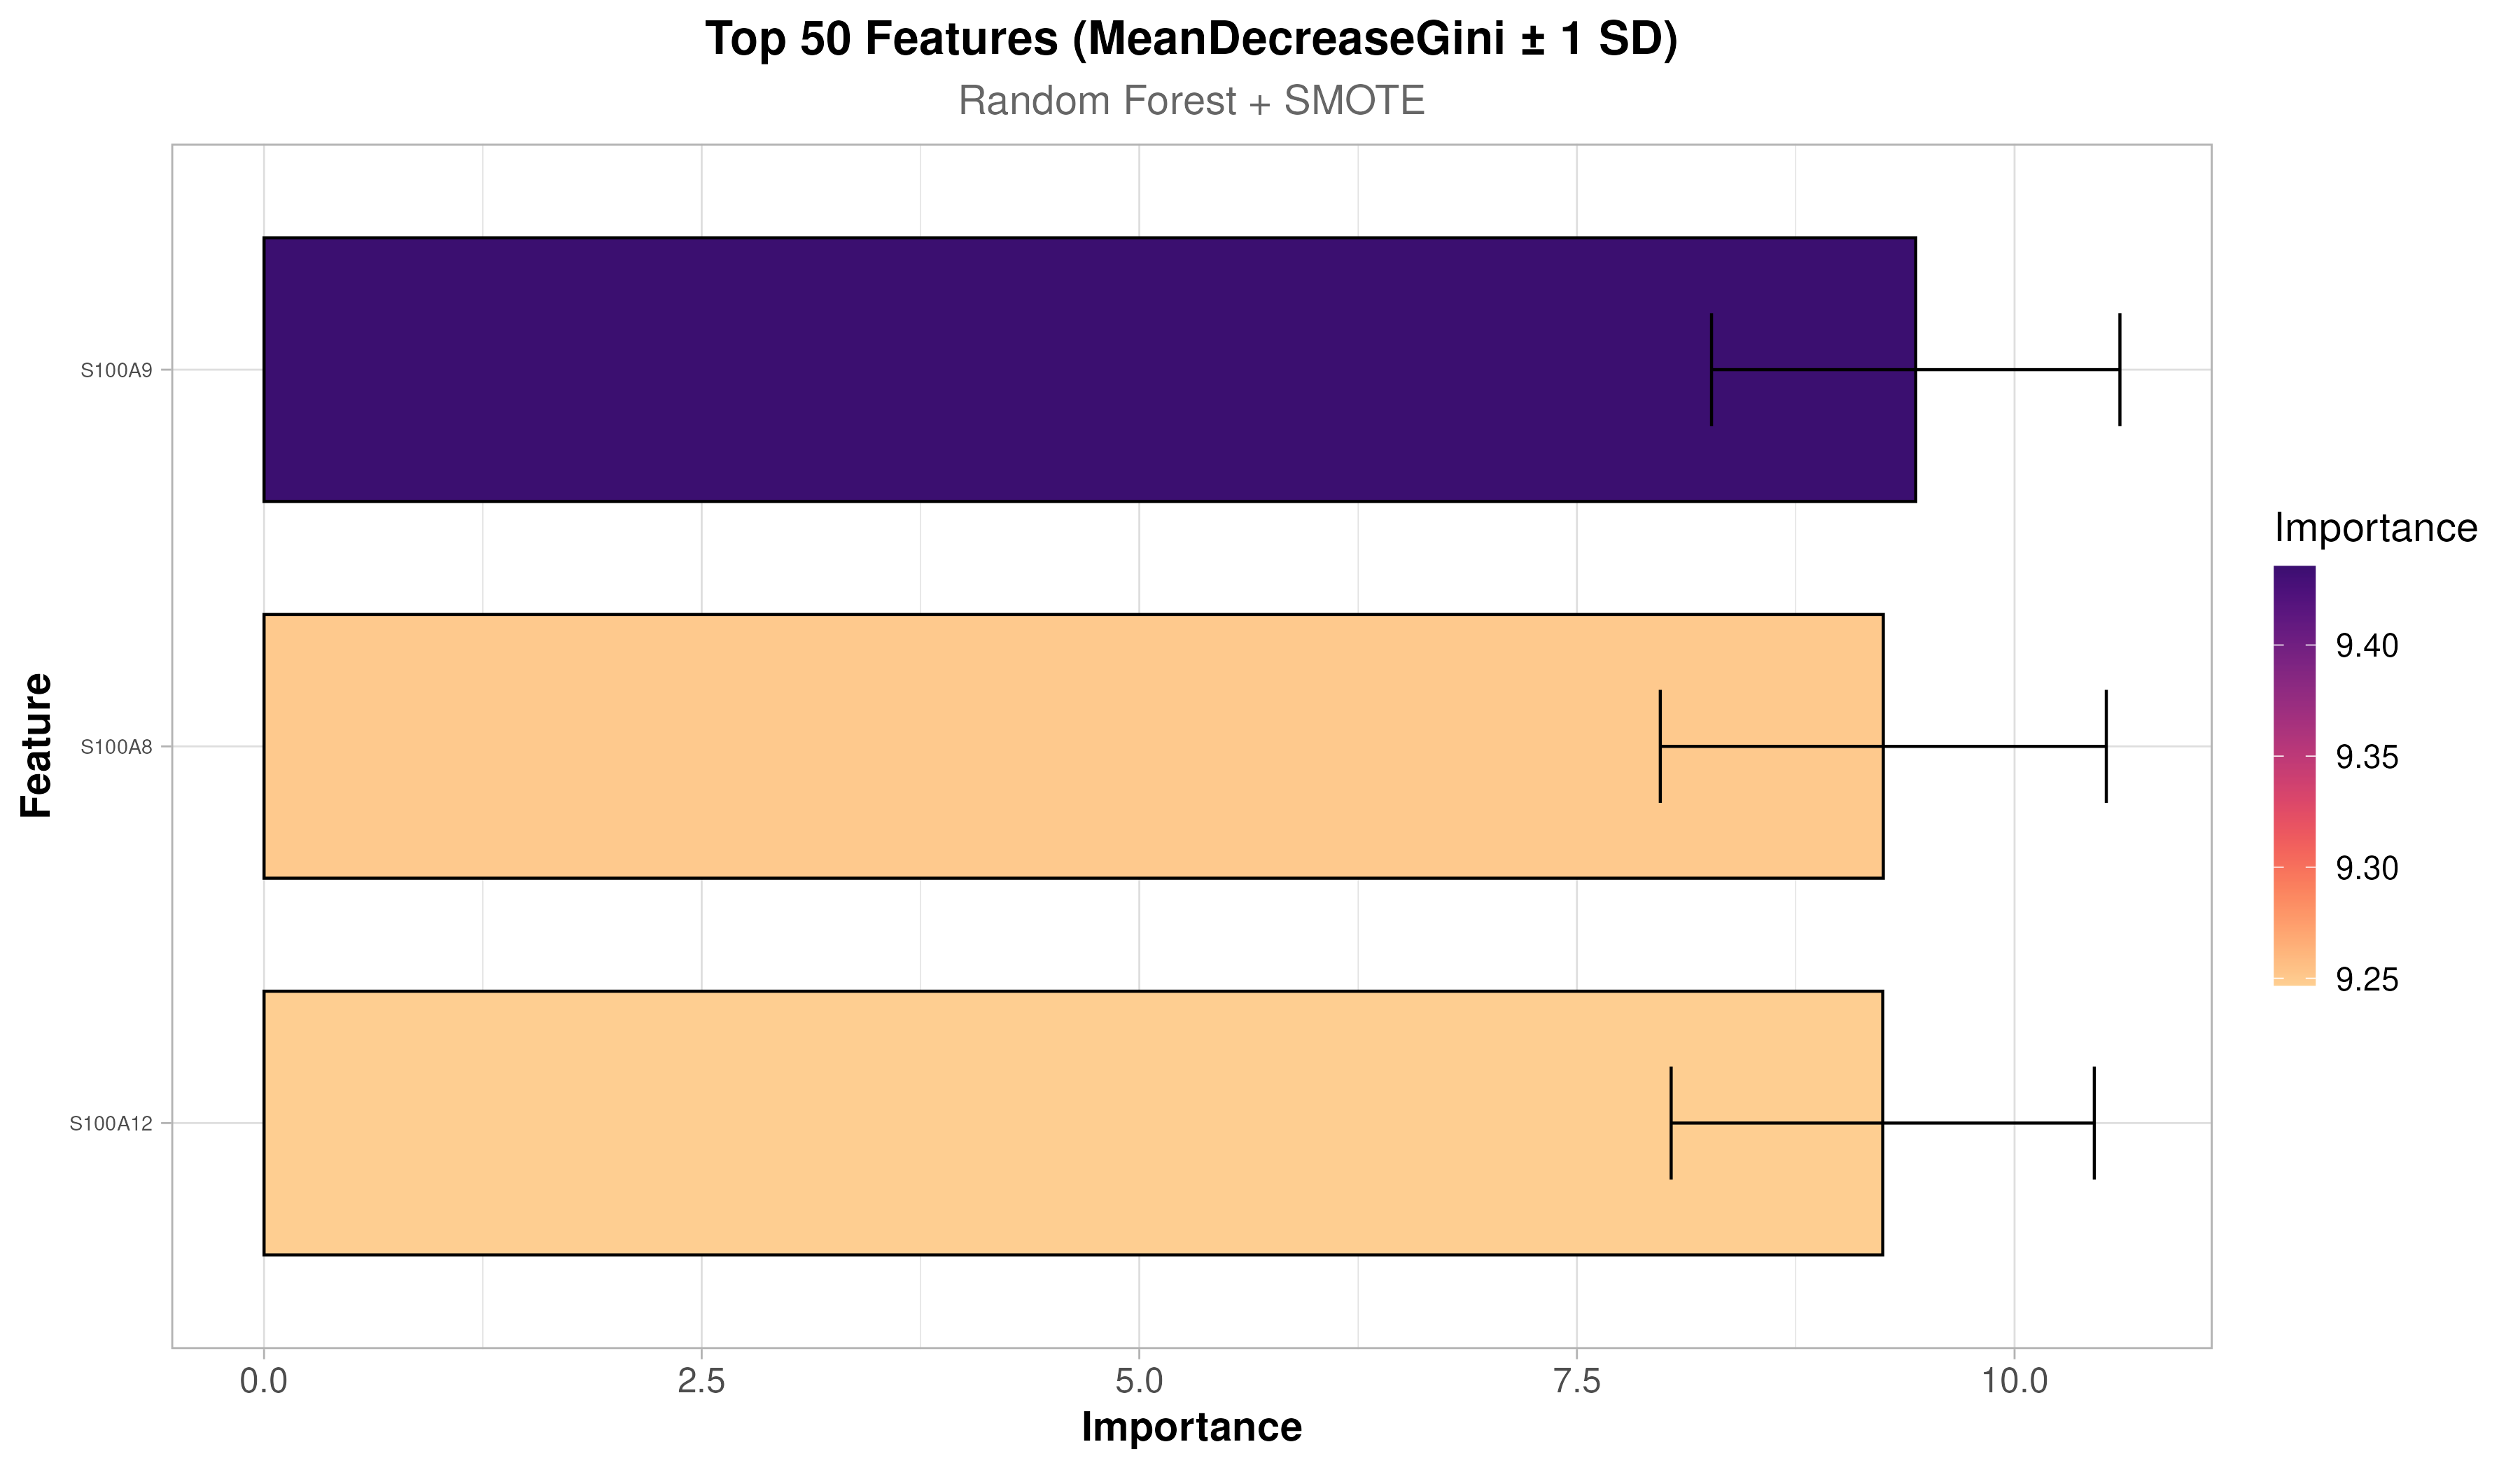 Top 50 Features (MeanDecreaseGini ± 1 SD)
Random Forest + SMOTE
Feature
S100A9
S100A8
S100A12
0.0 2.5 5.0 7.5 10.0
Importance
Importance
9.40
9.35
9.30
9.25